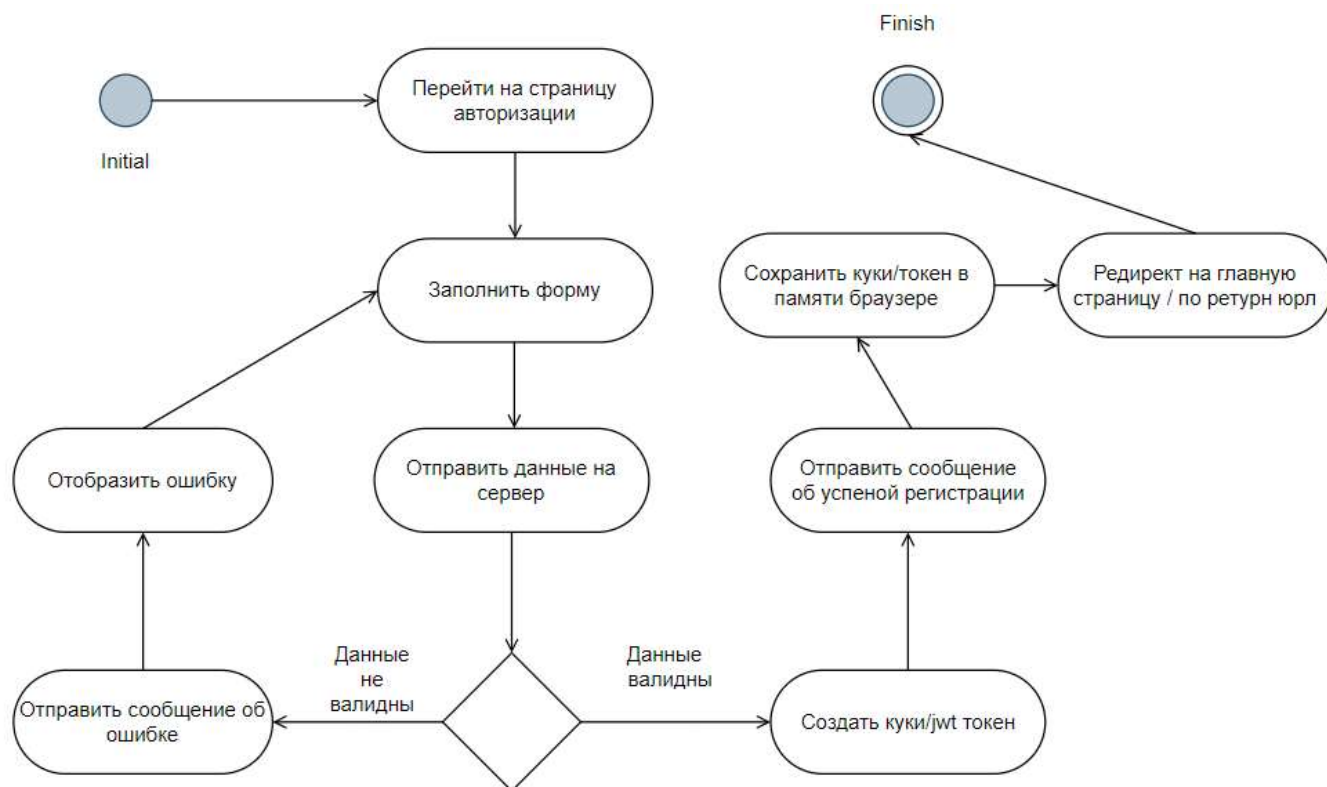 Finish
Перейти на страницу
авторизации
Initial
Заполнить форму
Сохранить куки/токен в
памяти браузере
Редирект на главную
страницу / по ретурн юрл
Отобразить ошибку
Отправить данные на
сервер
Отправить сообщение
об успеной регистрации
Данные
не
валидны
Данные
валидны
Отправить сообщение об
ошибке
Создать куки/jwt токен